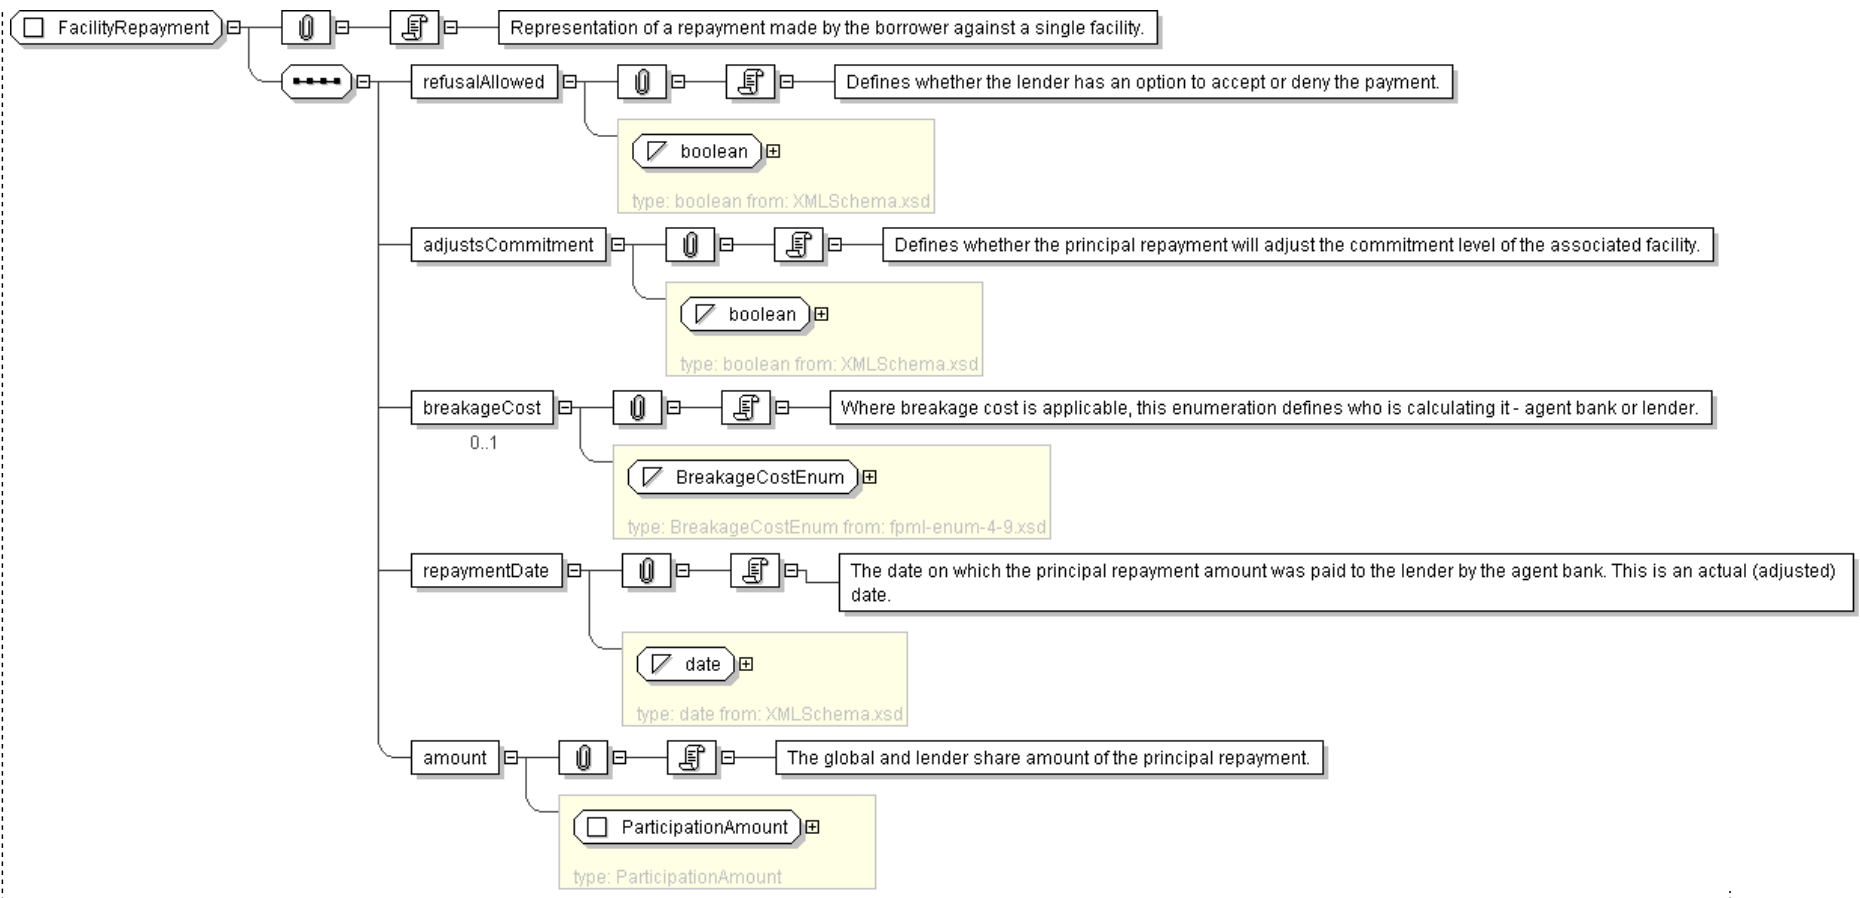 FacilityRepayment
Representation of a repayment made by the borrower against a single facility.
refusalAllowed
Defines whether the lender has an option to accept or deny the payment.
boolean
type: boolean from: XMLSchema.xsd
adjustsCommitment
Defines whether the principal repayment will adjust the commitment level of the associated facility.
boolean
type: boolean from: XMLSchema.xsd
breakageCost
Where breakage cost is applicable, this enumeration defines who is calculating it - agent bank or lender.
0..1
BreakageCostEnum
type: BreakageCostEnum from: fpml-enum-4-9.xsd
repaymentDate
The date on which the principal repayment amount was paid to the lender by the agent bank. This is an actual (adjusted)
date.
date
type: date from: XMLSchema.xsd
amount
The global and lender share amount of the principal repayment.
ParticipationAmount
type: ParticipationAmount